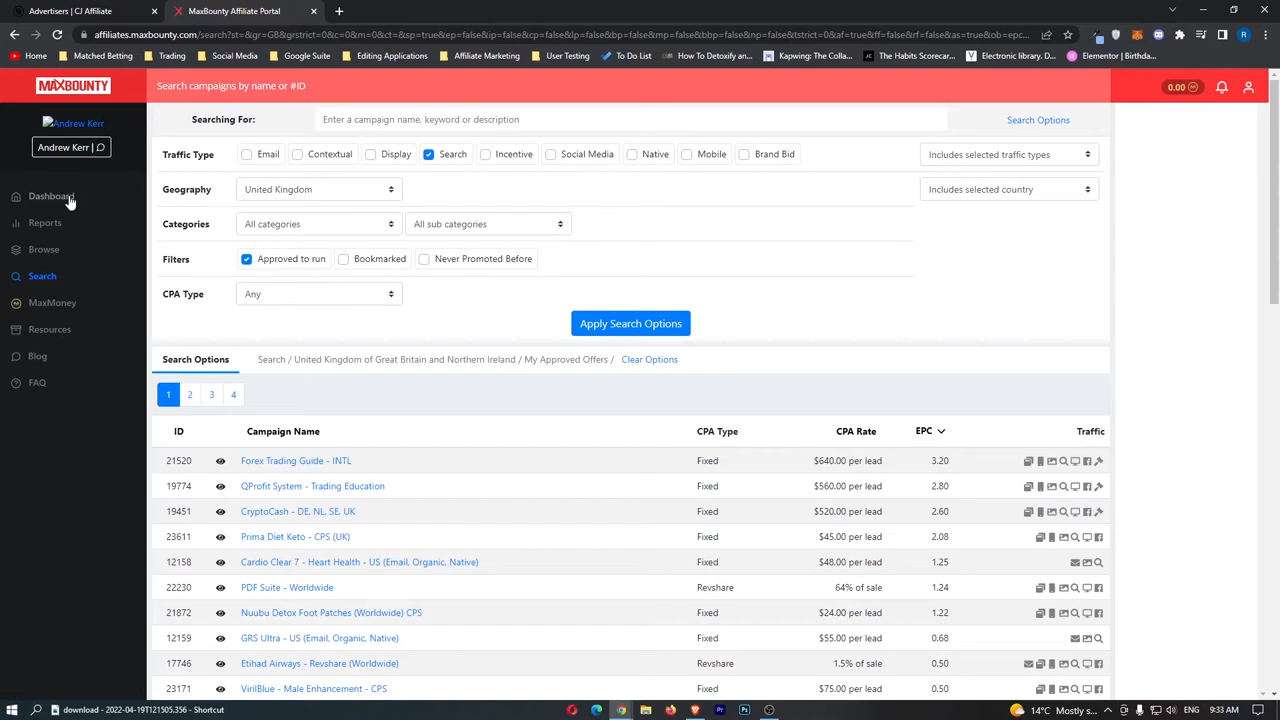 Advertisers | CJ Affiliate
MaxBounty Affiliate Portal
affiliates.maxbounty.com/search?st=&gr=GB&grstrict=0&c=0&m=0&ct=&sp=true&ep=false&ip=false&cp=false&lp=false&bp=false&mp=false&bbp=false&gp=false&np=false&tstrict=0&af=true&ff=false&rf=false&sf=false&ob=epc...
Home
Matched Betting
Trading
Social Media
Google Suite
Editing Applications
Affiliate Marketing
User Testing
To Do List
How To Detoxify an...
Kapwing: The Colla...
The Habits Scorecar...
Electronic library. D...
Elementor | Birthda...
MAXBOUNTY
Search campaigns by name or #ID
0.00
Andrew Kerr
Andrew Kerr |
Dashboard
Reports
Browse
Search
MaxMoney
Resources
Blog
FAQ
Searching For:
Enter a campaign name, keyword or description
Search Options
Traffic Type
Email
Contextual
Display
Search
Incentive
Social Media
Native
Mobile
Brand Bid
Includes selected traffic types
Geography
United Kingdom
Includes selected country
Categories
All categories
All sub categories
Filters
Approved to run
Bookmarked
Never Promoted Before
CPA Type
Any
Apply Search Options
Search Options
Search / United Kingdom of Great Britain and Northern Ireland / My Approved Offers / Clear Options
1 2 3 4
ID Campaign Name CPA Type CPA Rate EPC Traffic
21520 Forex Trading Guide - INTL Fixed $640.00 per lead 3.20
19774 QProfit System - Trading Education Fixed $560.00 per lead 2.80
19451 CryptoCash - DE, NL, SE, UK Fixed $520.00 per lead 2.60
23611 Prima Diet Keto - CPS (UK) Fixed $45.00 per lead 2.08
12158 Cardio Clear 7 - Heart Health - US (Email, Organic, Native) Fixed $48.00 per lead 1.25
22230 PDF Suite - Worldwide Revshare 64% of sale 1.24
21872 Nuubu Detox Foot Patches (Worldwide) CPS Fixed $24.00 per lead 1.22
12159 GRS Ultra - US (Email, Organic, Native) Fixed $55.00 per lead 0.68
17746 Etihad Airways - Revshare (Worldwide) Revshare 1.5% of sale 0.50
23171 VirilBlue - Male Enhancement - CPS Fixed $75.00 per lead 0.50
download - 2022-04-19T121505.356 - Shortcut
14°C Mostly s...
ENG
9:33 AM